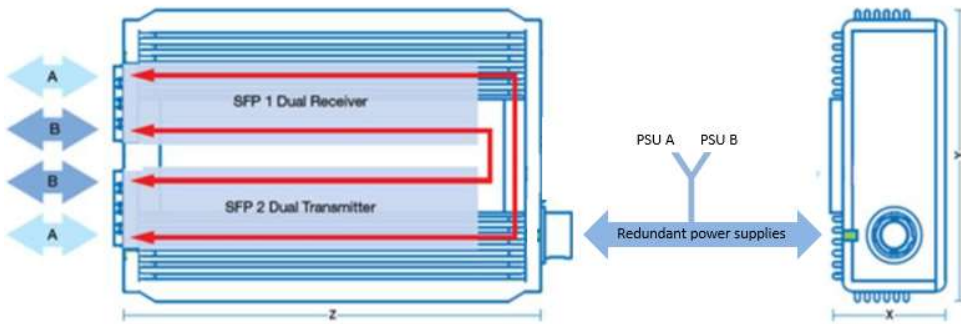 A
SFP 1 Dual Receiver
B
B
SFP 2 Dual Transmitter
A
Z
PSU A PSU B
Redundant power supplies
Y
X